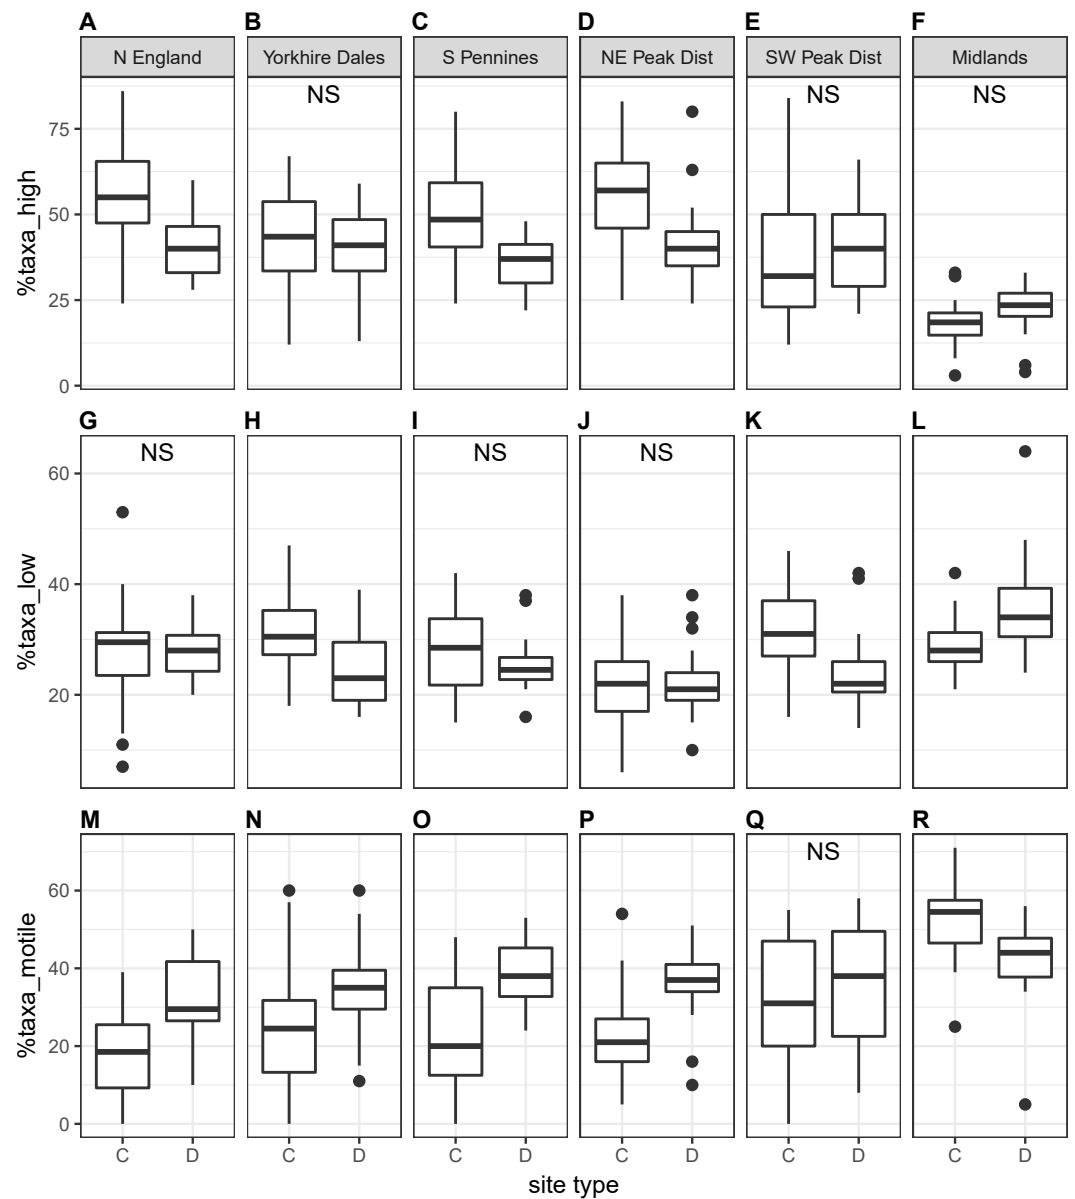 A B C D E F
N England Yorkhire Dales S Pennines NE Peak Dist SW Peak Dist Midlands
NS NS NS
%taxa_high
75
50
25
0
G H I J K L
NS NS NS
%taxa_low
60
40
20
M N O P Q R
NS
%taxa_motile
60
40
20
0
C D C D C D C D C D C D
site type